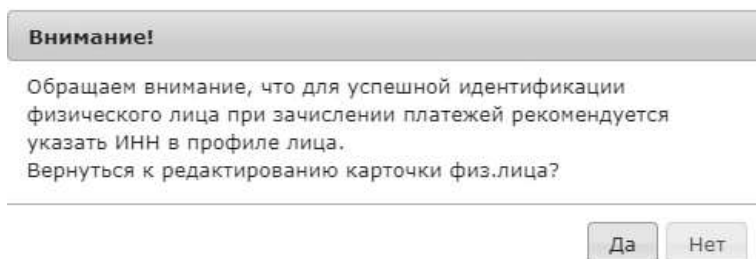 Внимание!
Обращаем внимание, что для успешной идентификации
физического лица при зачислении платежей рекомендуется
указать ИНН в профиле лица.
Вернуться к редактированию карточки физ.лица?
Да
Нет